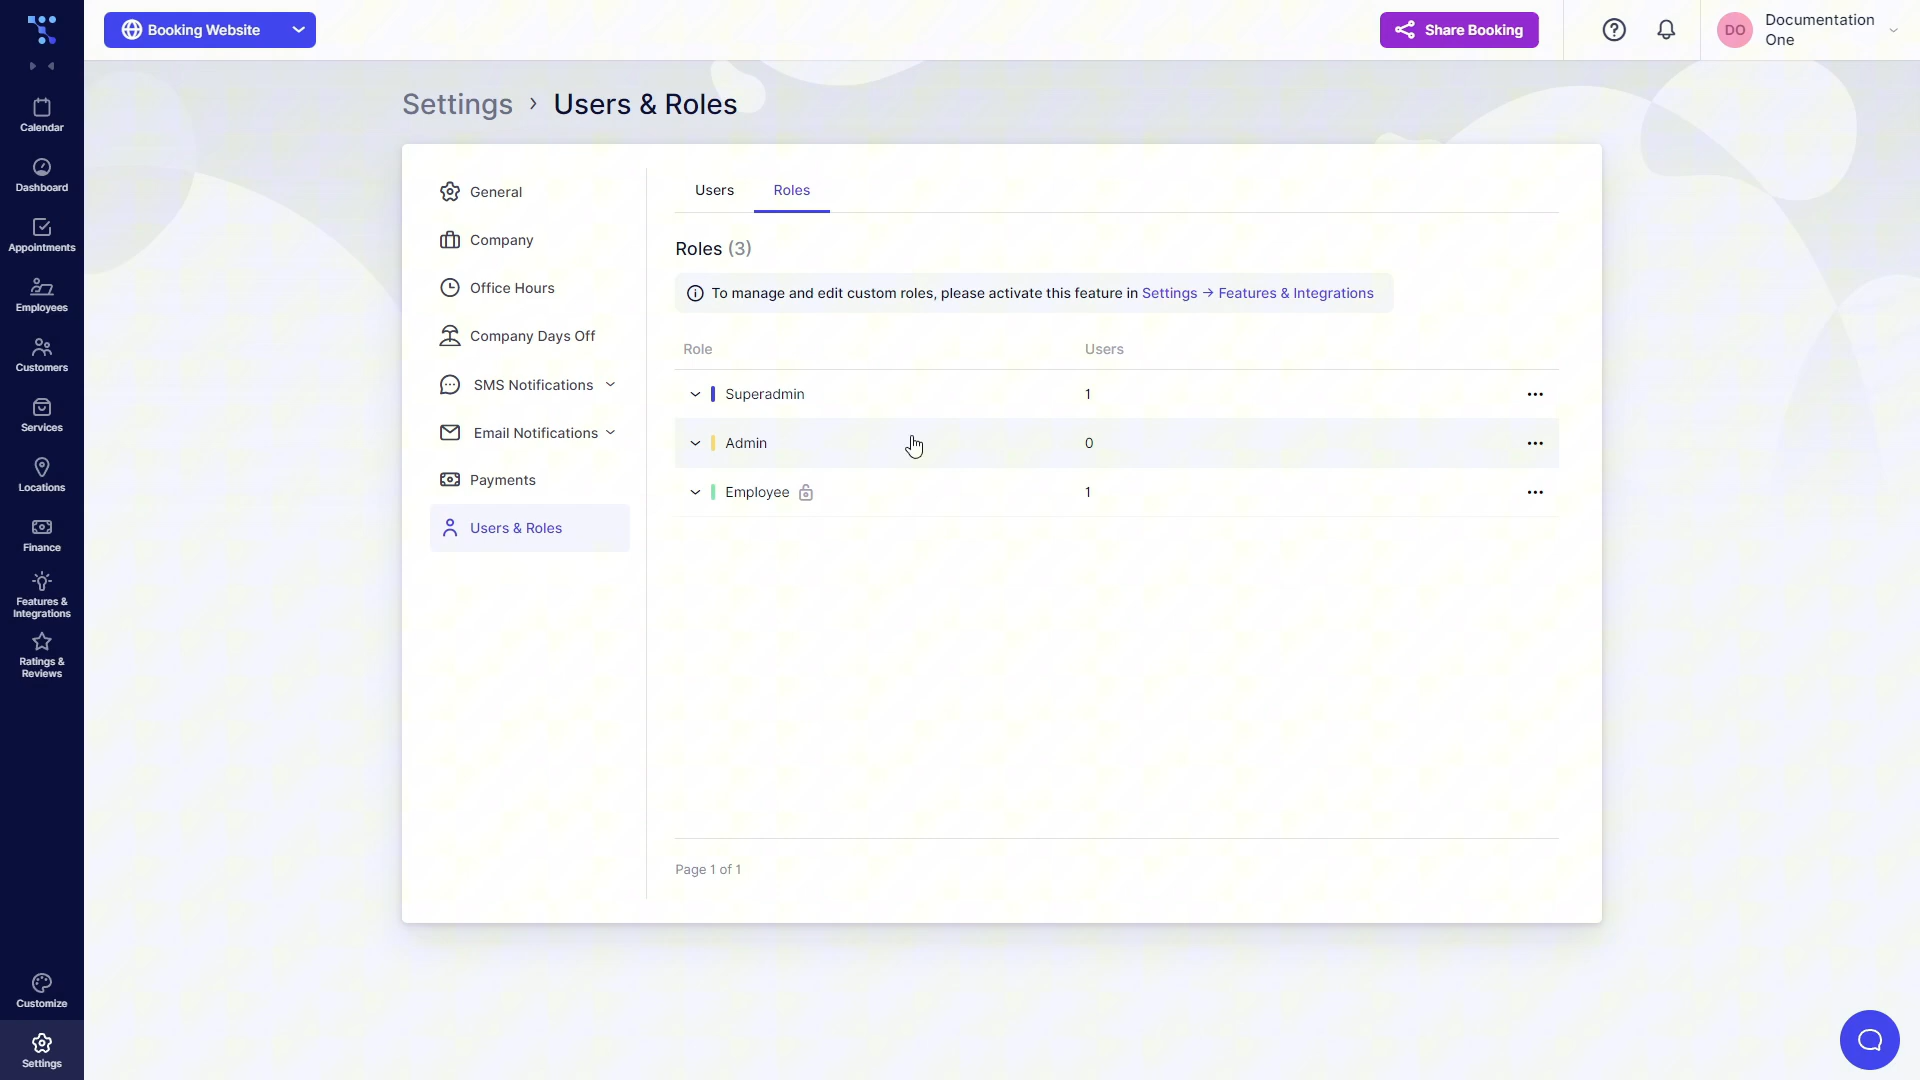 Booking Website
Share Booking
DO
Documentation
One
Calendar
Dashboard
Appointments
Employees
Customers
Services
Locations
Finance
Features &
Integrations
Ratings &
Reviews
Customize
Settings
Settings › Users & Roles
General
Company
Office Hours
Company Days Off
SMS Notifications
Email Notifications
Payments
Users & Roles
Users Roles
Roles (3)
To manage and edit custom roles, please activate this feature in Settings → Features & Integrations
Role Users
Superadmin 1
Admin 0
Employee 1
Page 1 of 1